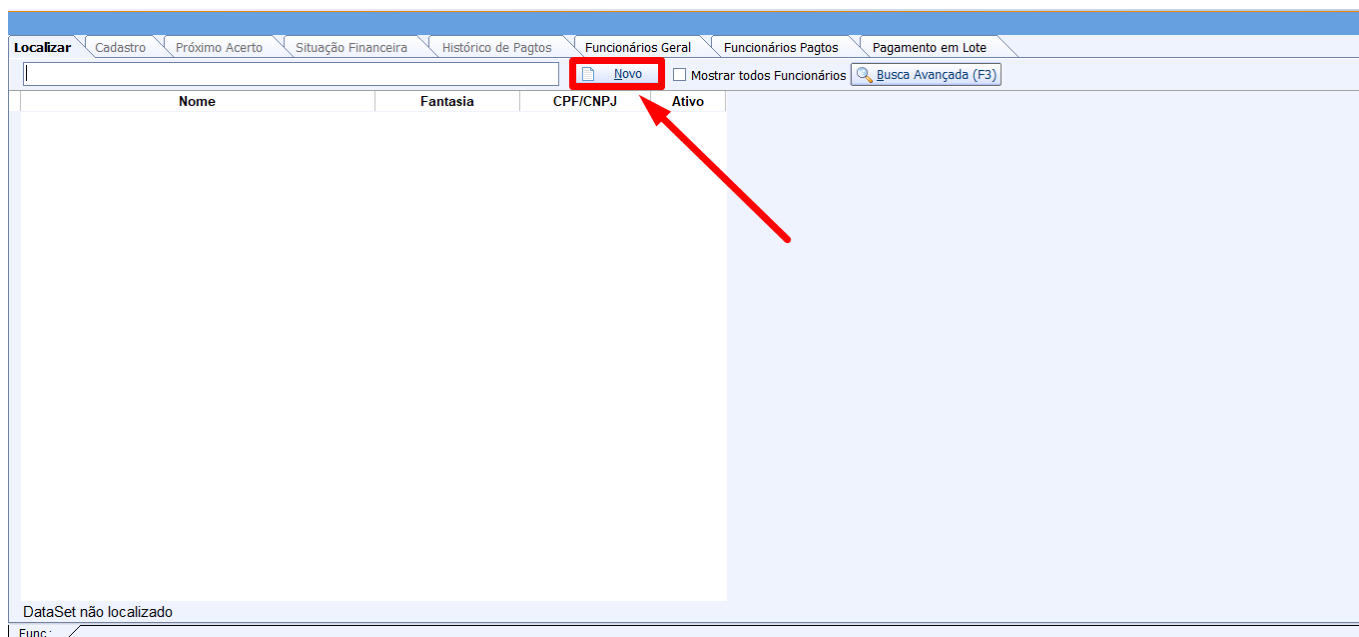 Localizar Cadastro Próximo Acerto Situação Financeira Histórico de Pagtos Funcionários Geral Funcionários Pagtos Pagamento em Lote
Novo Mostrar todos Funcionários Busca Avançada (F3)
Nome Fantasia CPF/CNPJ Ativo
DataSet não localizado
Func: